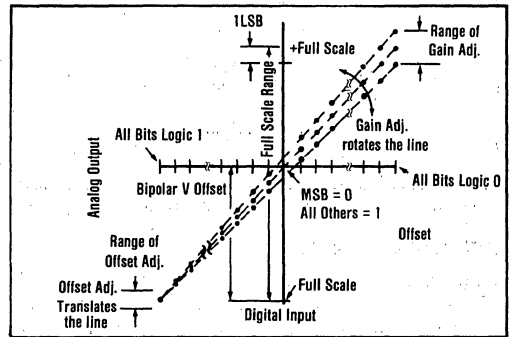 1LSB
+Full Scale
Range of
Gain Adj.
Full Scale Range
Gain Adj.
rotates the line
All Bits Logic 1
All Bits Logic 0
Analog Output
Bipolar V Offset
MSB = 0
All Others = 1
Offset
Range of
Offset Adj.
Offset Adj.
Translates
the line
Full Scale
Digital Input